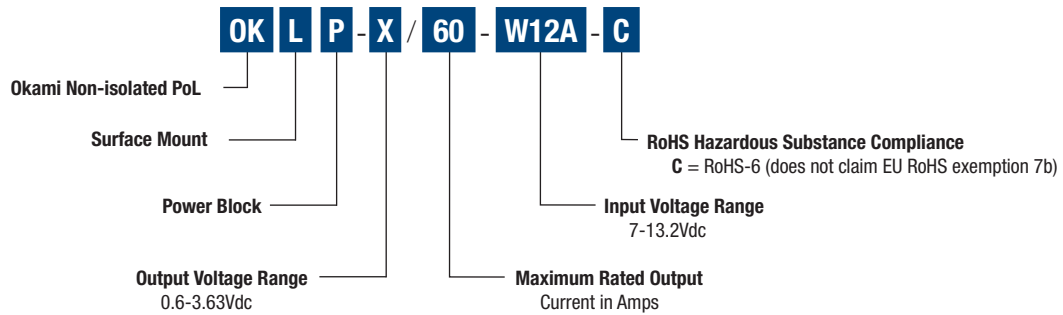 OK L P - X / 60 - W12A - C
Okami Non-isolated PoL
Surface Mount
RoHS Hazardous Substance Compliance
C = RoHS-6 (does not claim EU RoHS exemption 7b)
Power Block
Input Voltage Range
7-13.2Vdc
Output Voltage Range
0.6-3.63Vdc
Maximum Rated Output
Current in Amps